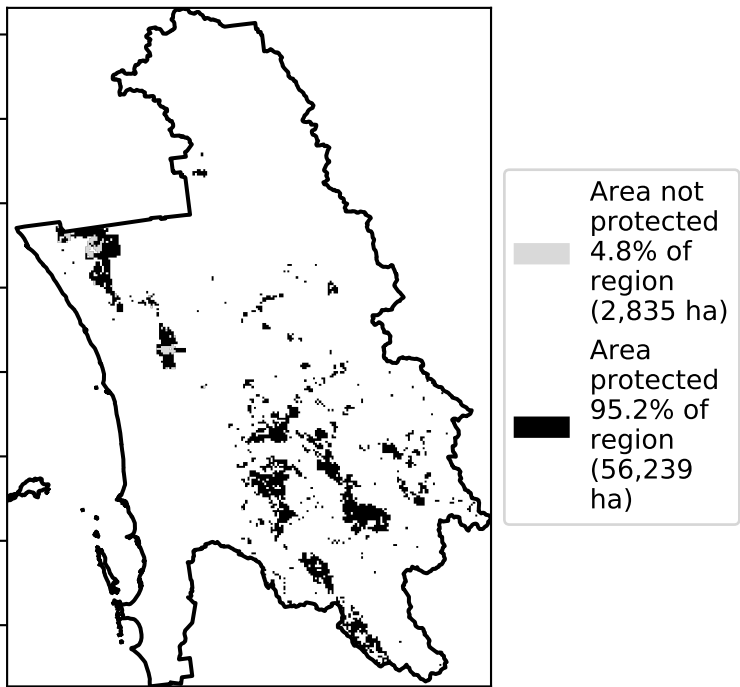 Area not
protected
4.8% of
region
(2,835 ha)
Area
protected
95.2% of
region
(56,239
ha)